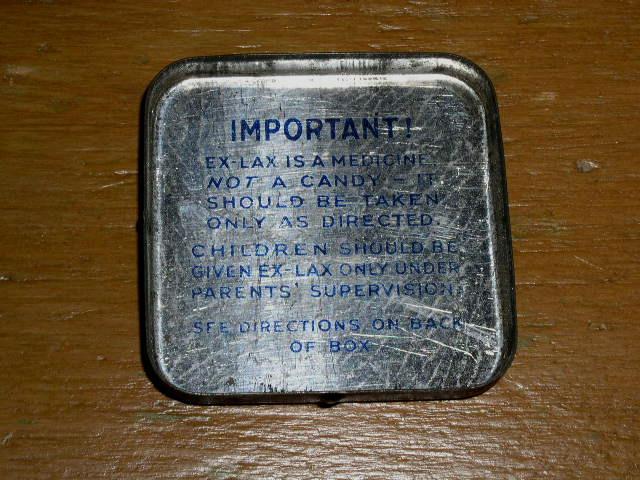 IMPORTANT!
EX-LAX IS A MEDICINE,
NOT A CANDY - IT
SHOULD BE TAKEN
ONLY AS DIRECTED.
CHILDREN SHOULD BE
GIVEN EX-LAX ONLY UNDER
PARENTS' SUPERVISION.
SEE DIRECTIONS ON BACK
OF BOX